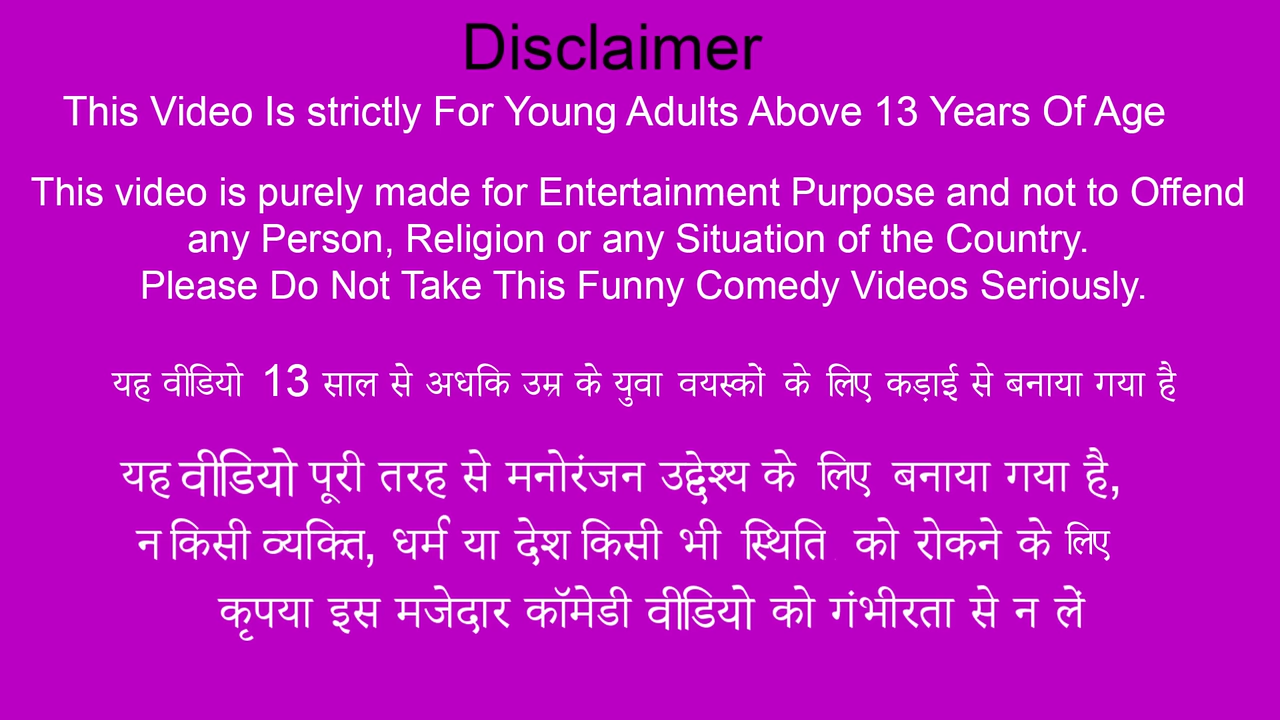 Disclaimer
This Video Is strictly For Young Adults Above 13 Years Of Age
This video is purely made for Entertainment Purpose and not to Offend
any Person, Religion or any Situation of the Country.
Please Do Not Take This Funny Comedy Videos Seriously.
यह वीडियो 13 साल से अधकि उम्र के युवा वयस्कों के लिए कड़ाई से बनाया गया है
यह वीडियो पूरी तरह से मनोरंजन उद्देश्य के लिए बनाया गया है,
न किसी व्यक्ति, धर्म या देश किसी भी स्थिति को रोकने के लिए
कृपया इस मजेदार कॉमेडी वीडियो को गंभीरता से न लें